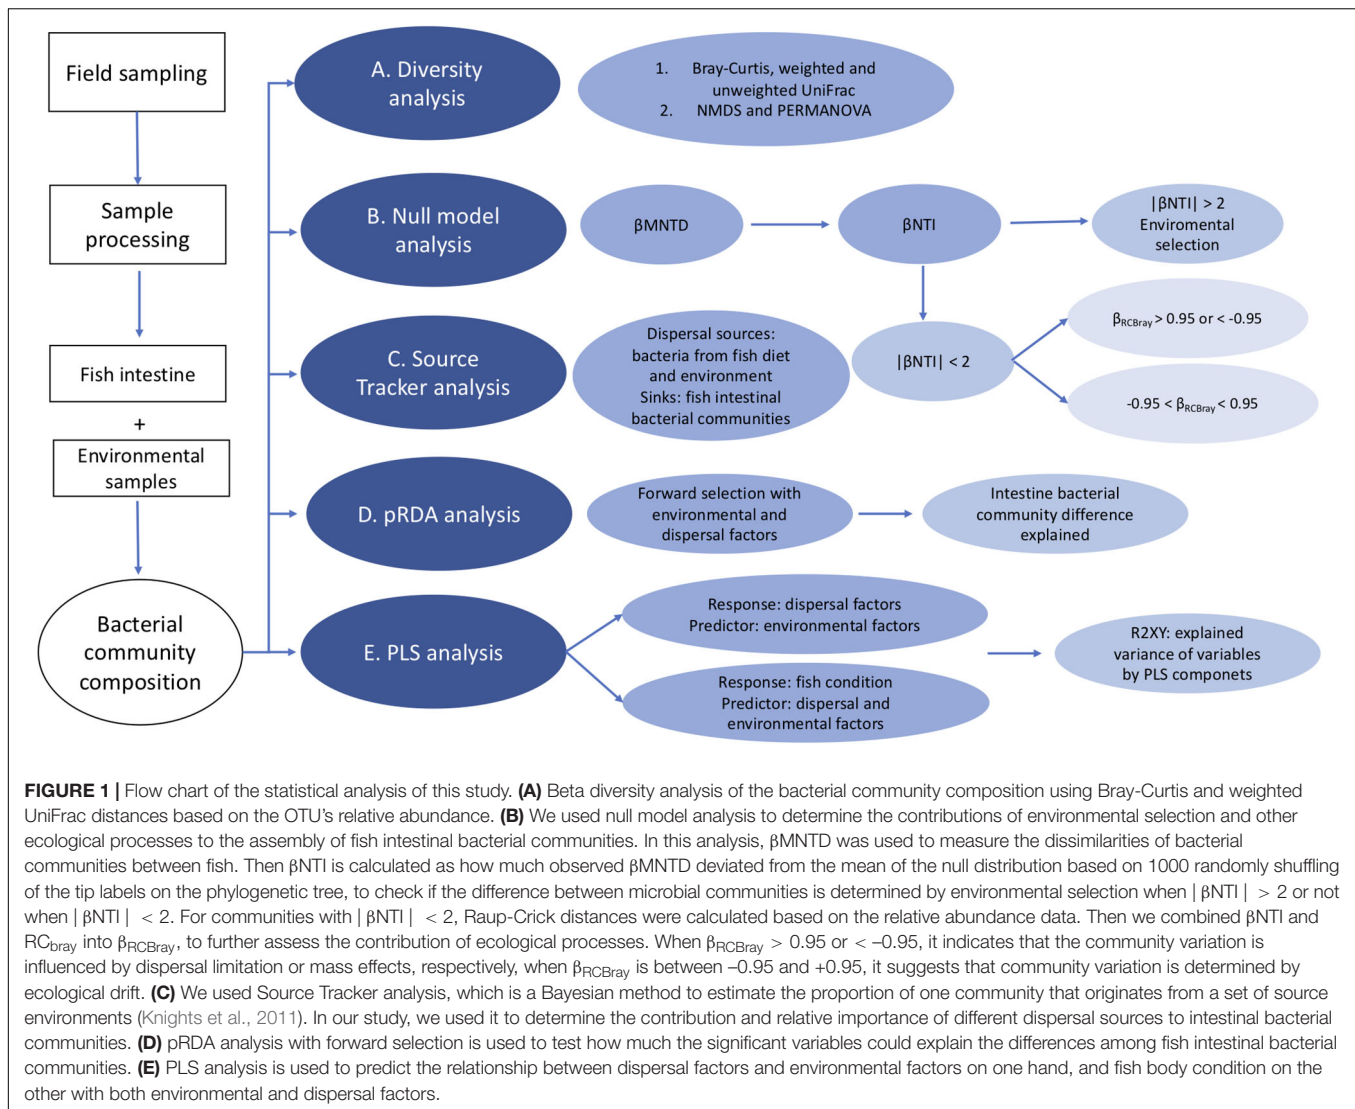 Field sampling
Sample
processing
Fish intestine
+
Environmental
samples
Bacterial
community
composition
A. Diversity
analysis
1. Bray-Curtis, weighted and
unweighted UniFrac
2. NMDS and PERMANOVA
B. Null model
analysis
βMNTD
βNTI
|βNTI| > 2
Enviromental
selection
|βNTI| < 2
βRCBray > 0.95 or < -0.95
-0.95 < βRCBray < 0.95
C. Source
Tracker analysis
Dispersal sources:
bacteria from fish diet
and environment
Sinks: fish intestinal
bacterial communities
D. pRDA analysis
Forward selection with
environmental and
dispersal factors
Intestine bacterial
community difference
explained
E. PLS analysis
Response: dispersal factors
Predictor: environmental factors
Response: fish condition
Predictor: dispersal and
environmental factors
R2XY: explained
variance of variables
by PLS componets
FIGURE 1 | Flow chart of the statistical analysis of this study. (A) Beta diversity analysis of the bacterial community composition using Bray-Curtis and weighted
UniFrac distances based on the OTU's relative abundance. (B) We used null model analysis to determine the contributions of environmental selection and other
ecological processes to the assembly of fish intestinal bacterial communities. In this analysis, βMNTD was used to measure the dissimilarities of bacterial
communities between fish. Then βNTI is calculated as how much observed βMNTD deviated from the mean of the null distribution based on 1000 randomly shuffling
of the tip labels on the phylogenetic tree, to check if the difference between microbial communities is determined by environmental selection when | βNTI | > 2 or not
when | βNTI | < 2. For communities with | βNTI | < 2, Raup-Crick distances were calculated based on the relative abundance data. Then we combined βNTI and
RCbray into βRCBray, to further assess the contribution of ecological processes. When βRCBray > 0.95 or < –0.95, it indicates that the community variation is
influenced by dispersal limitation or mass effects, respectively, when βRCBray is between –0.95 and +0.95, it suggests that community variation is determined by
ecological drift. (C) We used Source Tracker analysis, which is a Bayesian method to estimate the proportion of one community that originates from a set of source
environments (Knights et al., 2011). In our study, we used it to determine the contribution and relative importance of different dispersal sources to intestinal bacterial
communities. (D) pRDA analysis with forward selection is used to test how much the significant variables could explain the differences among fish intestinal bacterial
communities. (E) PLS analysis is used to predict the relationship between dispersal factors and environmental factors on one hand, and fish body condition on the
other with both environmental and dispersal factors.